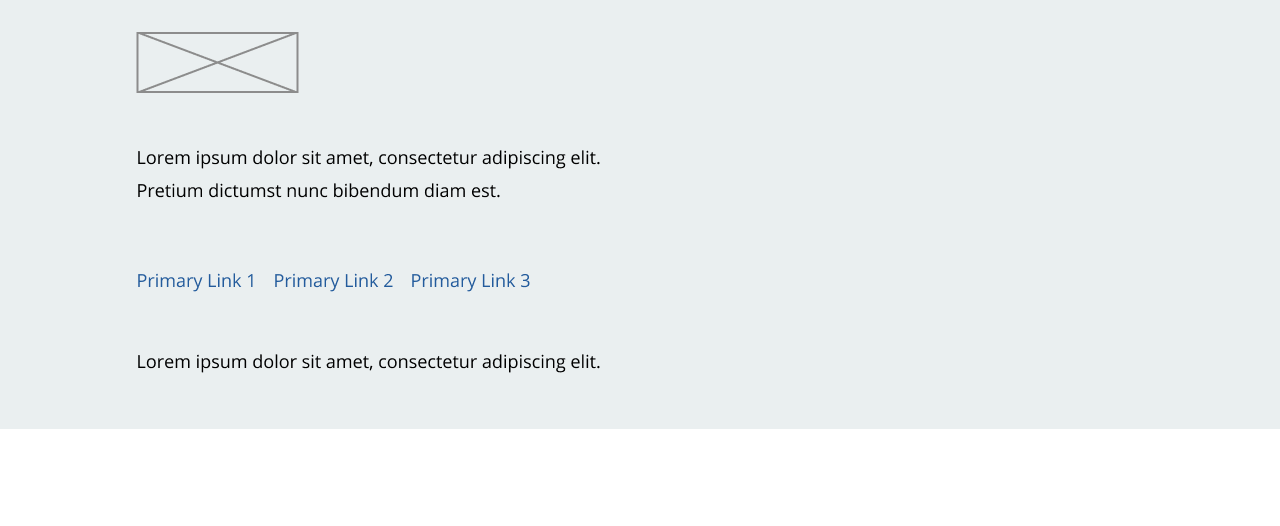 Lorem ipsum dolor sit amet, consectetur adipiscing elit.
Pretium dictumst nunc bibendum diam est.
Primary Link 1 Primary Link 2 Primary Link 3
Lorem ipsum dolor sit amet, consectetur adipiscing elit.